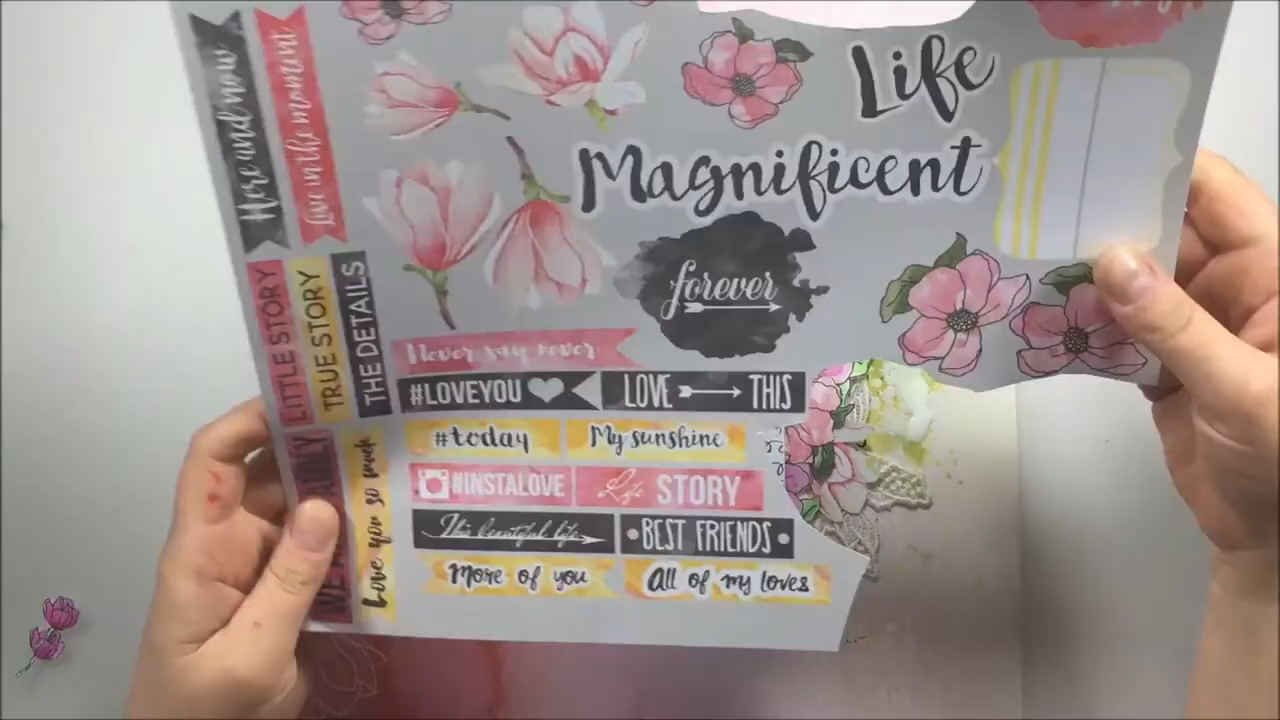 Here and now
Live in the moment
Life
Magnificent
forever
LITTLE STORY
TRUE STORY
THE DETAILS
Never say never
#LOVEYOU
LOVE THIS
#today
My sunshine
#INSTALOVE
Life STORY
Love you so much
This beautiful life
BEST FRIENDS
More of you
All of my loves